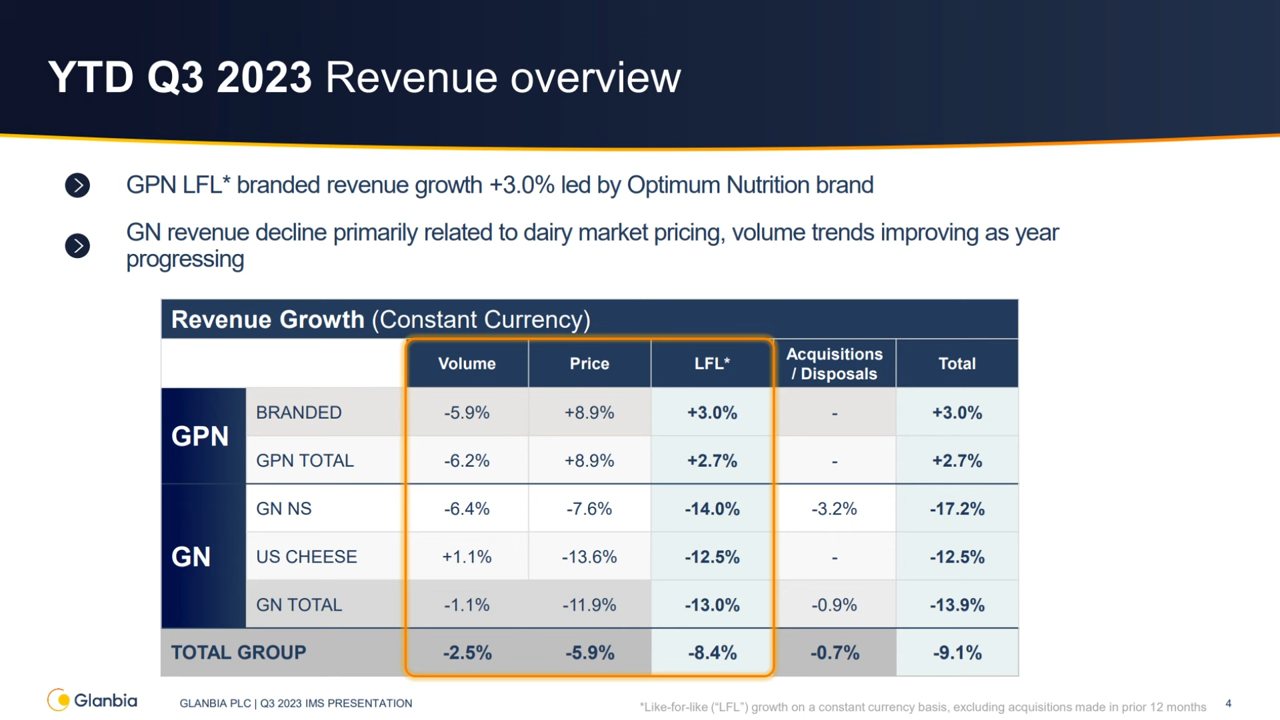 YTD Q3 2023 Revenue overview
GPN LFL* branded revenue growth +3.0% led by Optimum Nutrition brand
GN revenue decline primarily related to dairy market pricing, volume trends improving as year
progressing
Revenue Growth (Constant Currency)
Volume Price LFL* Acquisitions / Disposals Total
GPN
BRANDED -5.9% +8.9% +3.0% - +3.0%
GPN TOTAL -6.2% +8.9% +2.7% - +2.7%
GN
GN NS -6.4% -7.6% -14.0% -3.2% -17.2%
US CHEESE +1.1% -13.6% -12.5% - -12.5%
GN TOTAL -1.1% -11.9% -13.0% -0.9% -13.9%
TOTAL GROUP -2.5% -5.9% -8.4% -0.7% -9.1%
Glanbia
GLANBIA PLC | Q3 2023 IMS PRESENTATION
*Like-for-like ("LFL") growth on a constant currency basis, excluding acquisitions made in prior 12 months
4